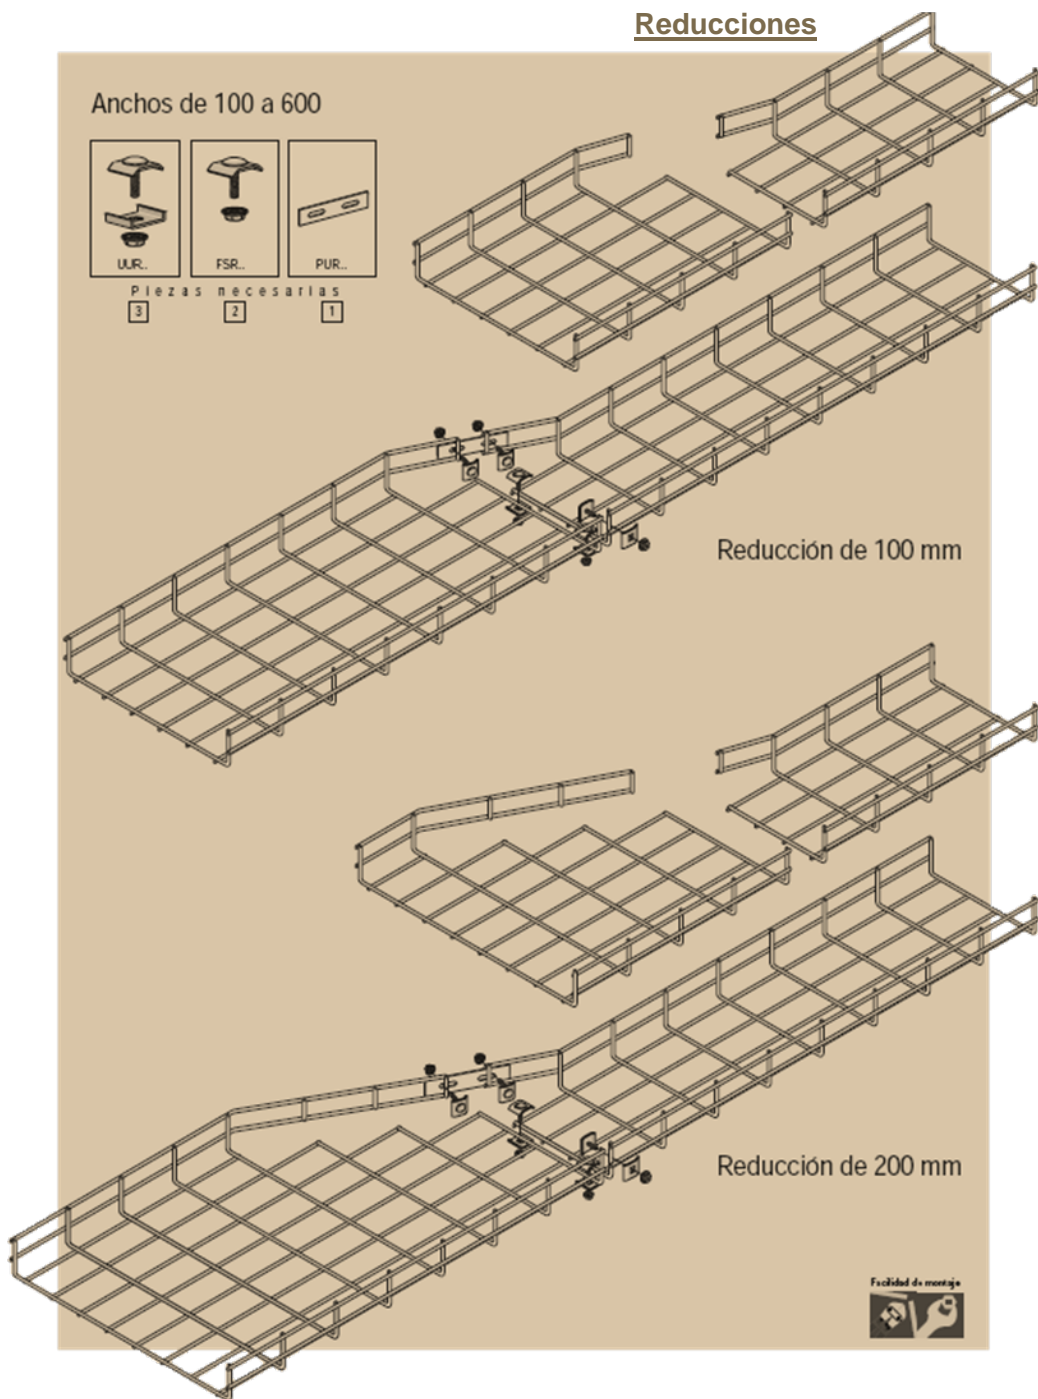 Reducciones
Anchos de 100 a 600
UUR.. FSR.. PUR..
Piezas necesarias
3 2 1
Reducción de 100 mm
Reducción de 200 mm
Facilidad de montaje